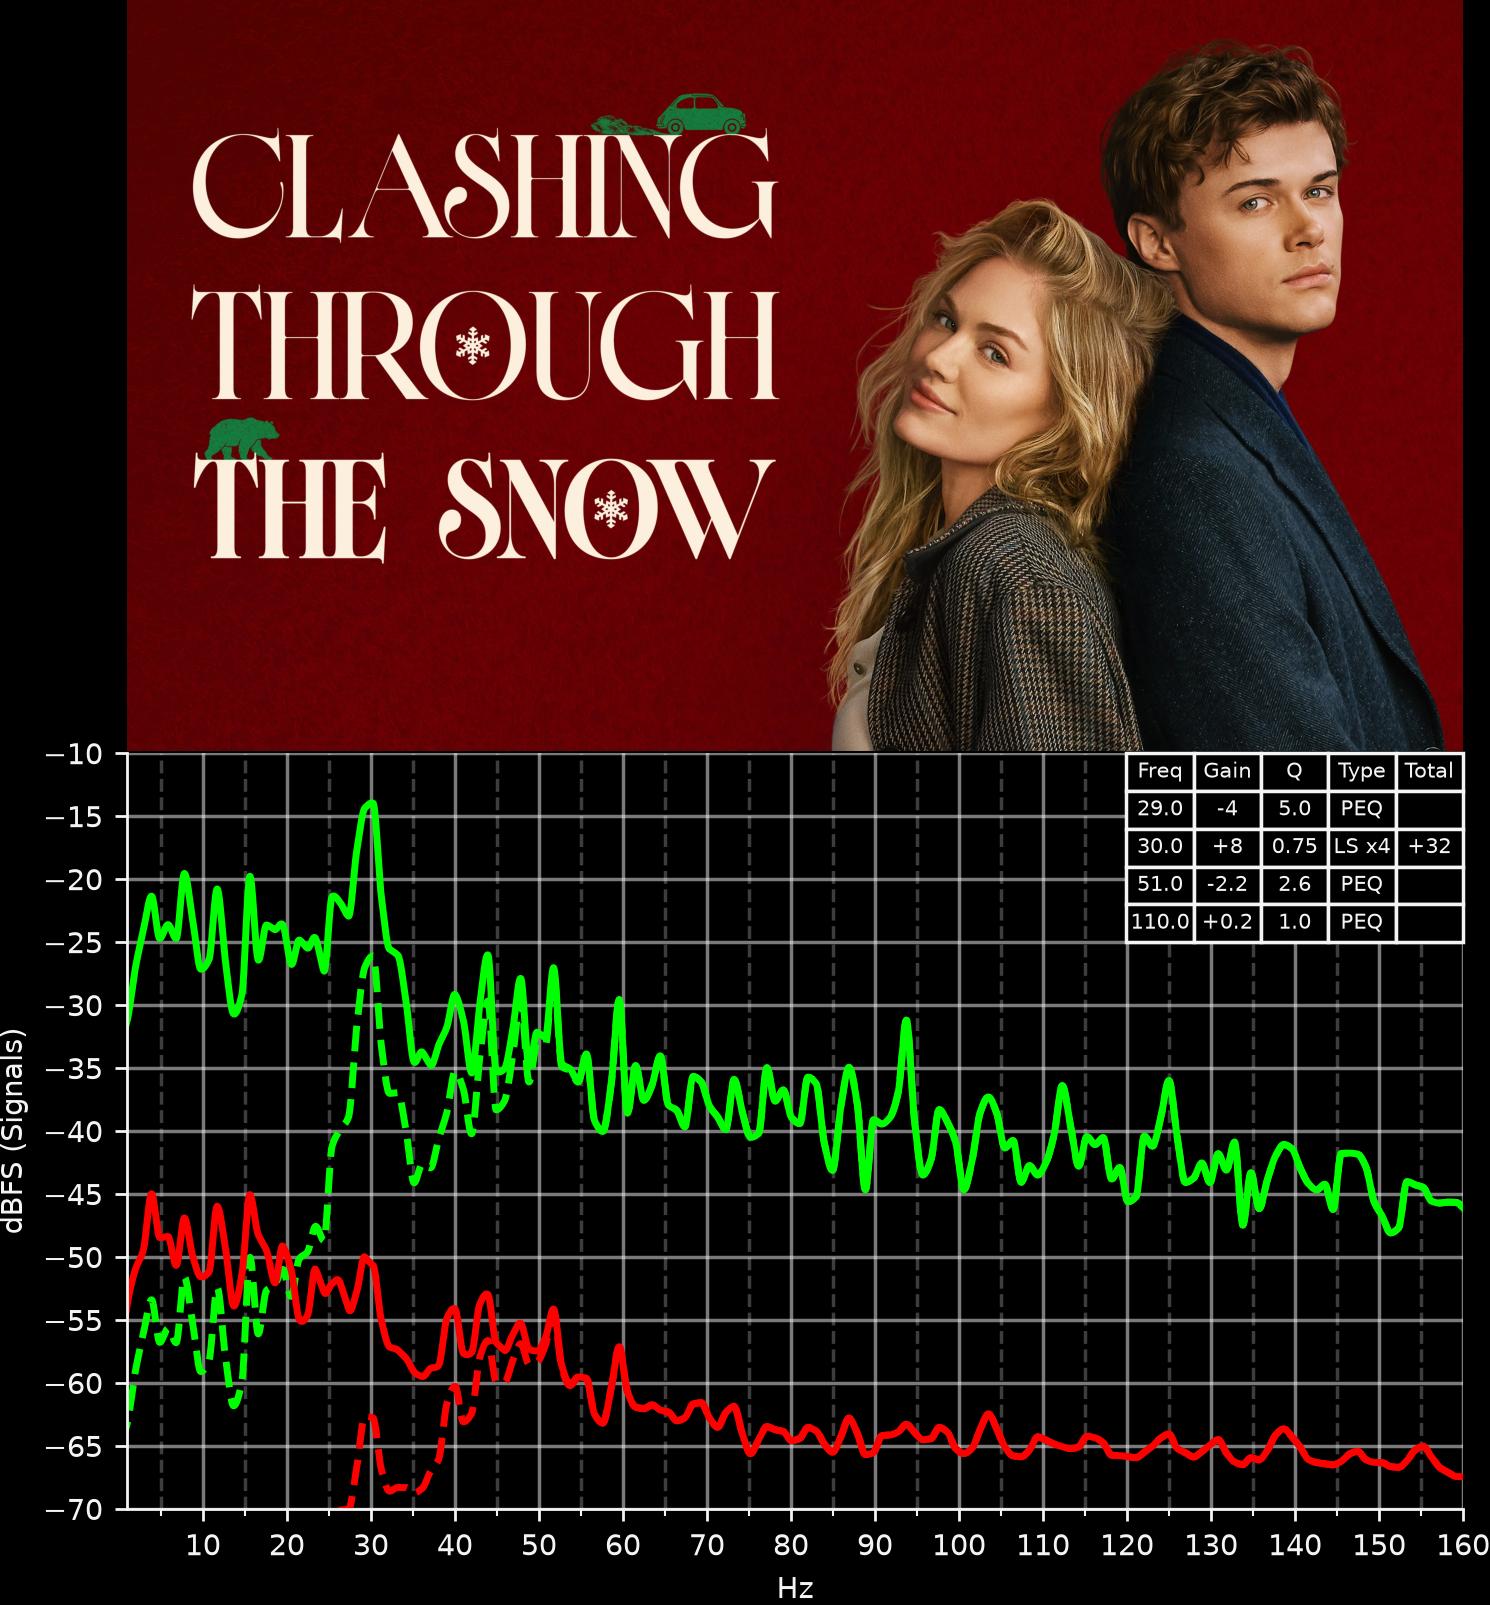 CLASHING
THROUGH
THE SNOW
Freq Gain Q Type Total
29.0 -4 5.0 PEQ
30.0 +8 0.75 LS x4 +32
51.0 -2.2 2.6 PEQ
110.0 +0.2 1.0 PEQ
−10
−15
−20
−25
−30
−35
−40
−45
−50
−55
−60
−65
−70
dBFS (Signals)
10 20 30 40 50 60 70 80 90 100 110 120 130 140 150 160
Hz